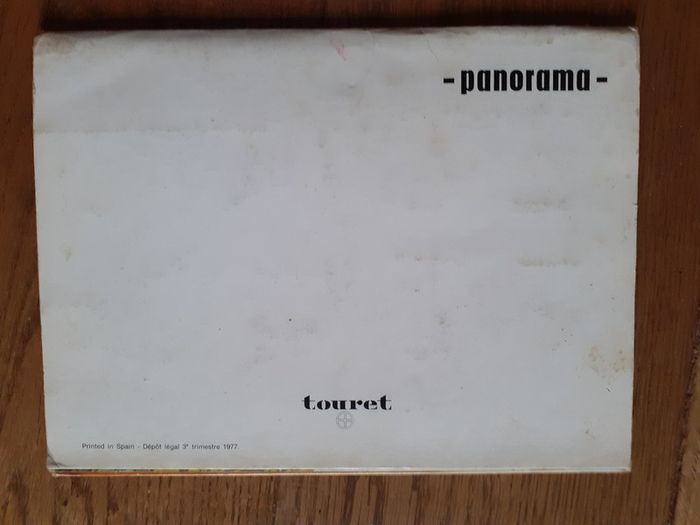 - panorama -
touret
Printed in Spain - Dépôt légal 3e trimestre 1977.